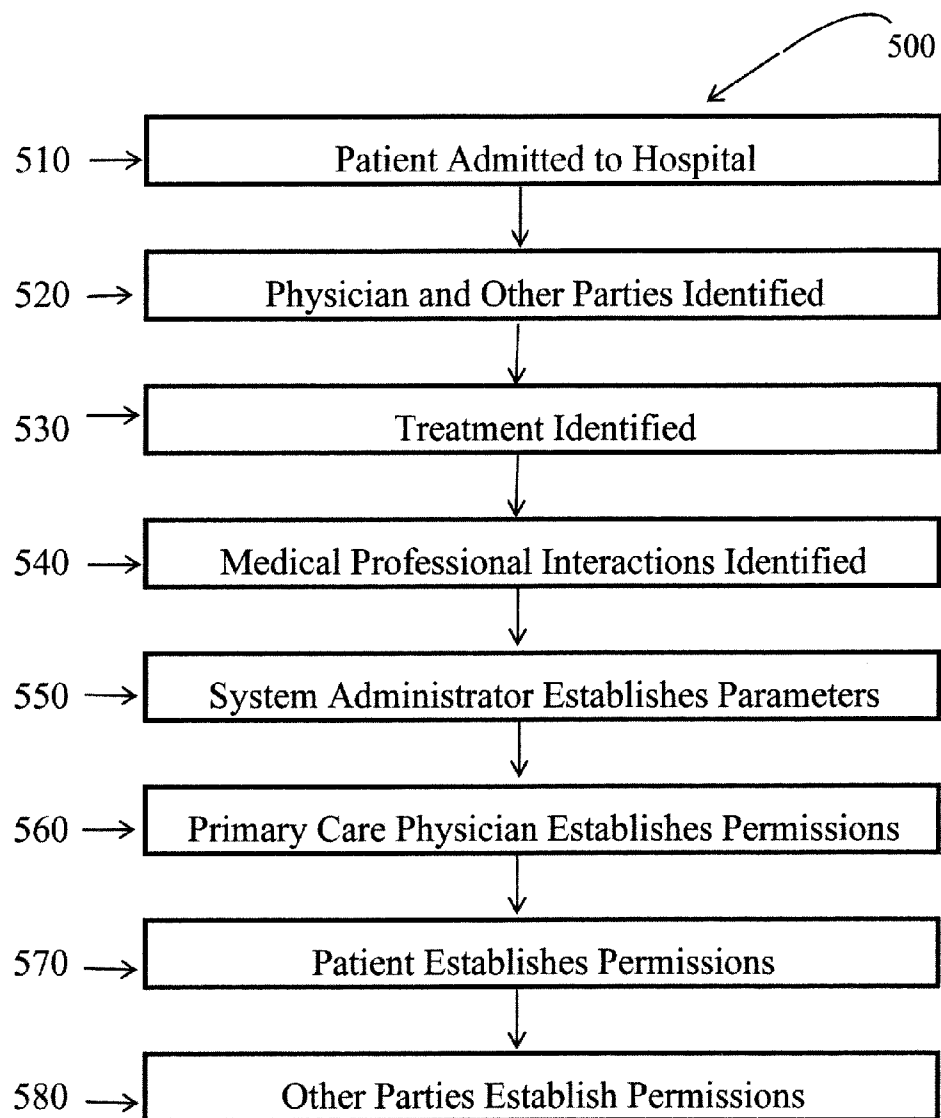 500
510 Patient Admitted to Hospital
520 Physician and Other Parties Identified
530 Treatment Identified
540 Medical Professional Interactions Identified
550 System Administrator Establishes Parameters
560 Primary Care Physician Establishes Permissions
570 Patient Establishes Permissions
580 Other Parties Establish Permissions